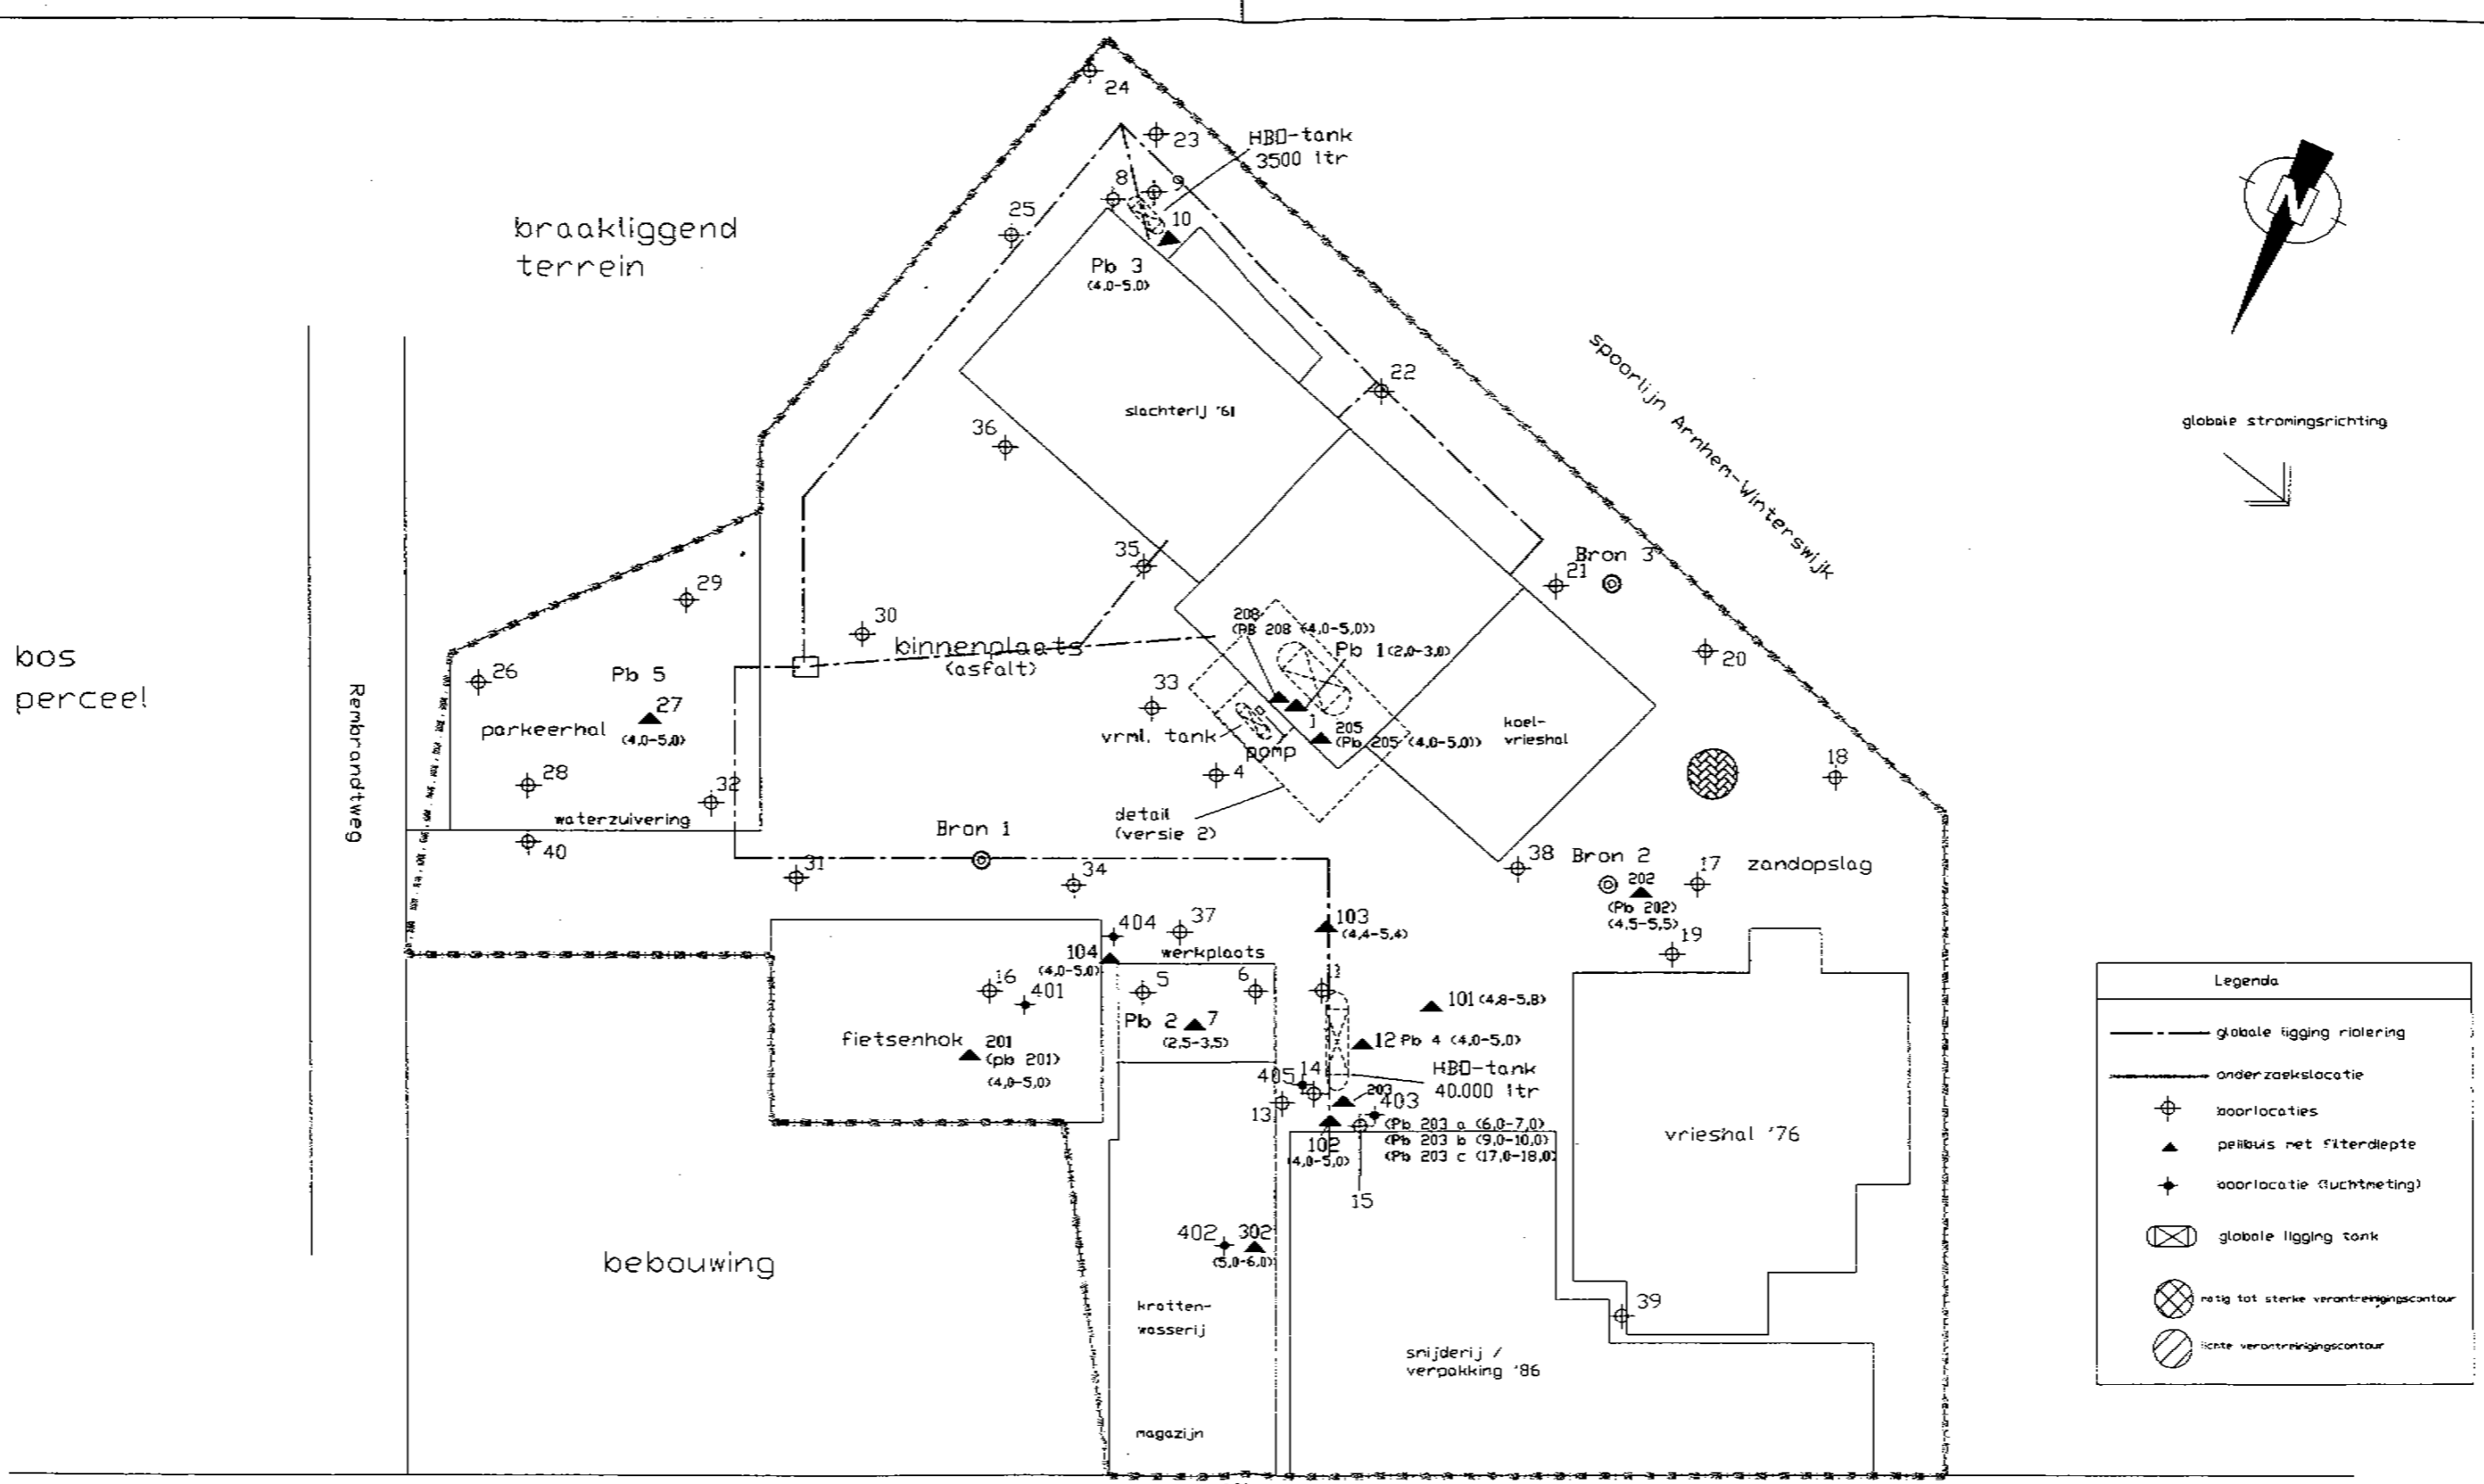 24
23
HBO-tank
3500 ltr
8
9
10
25
braakliggend
terrein
Pb 3
(4,0-5,0)
22
slachterij '61
36
spoorlijn Arnhem-Winterswijk
globale stromingsrichting
35
Bron 3
21
29
30
binnenplaats
(asfalt)
208
(PB 208 (4,0-5,0))
Pb 1 (2,0-3,0)
1
20
bos
perceel
Rembrandtweg
26
Pb 5
27
parkeerhal
(4,0-5,0)
33
vrml. tank
pomp
205
(Pb 205 (4,0-5,0))
koel-
vrieshal
18
28
32
4
waterzuivering
detail
(versie 2)
40
Bron 1
31
34
38
Bron 2
202
(Pb 202)
(4,5-5,5)
17
zandopslag
19
404
37
103
(4,4-5,4)
104
(4,0-5,0)
werkplaats
16
401
5
6
11
101 (4,8-5,8)
fietsenhok
201
(pb 201)
(4,0-5,0)
Pb 2
7
(2,5-3,5)
12 Pb 4 (4,0-5,0)
405
14
HBO-tank
40.000 ltr
13
203
403
(Pb 203 a (6,0-7,0)
(Pb 203 b (9,0-10,0)
(Pb 203 c (17,0-18,0)
102
(4,0-5,0)
15
vrieshal '76
402
302
(5,0-6,0)
bebouwing
39
kratten-
wasserij
snijderij /
verpakking '86
magazijn
Legenda
globale ligging riolering
onderzoekslocatie
boorlocaties
peilbuis met filterdiepte
boorlocatie (luchtmeting)
globale ligging tank
matig tot sterke verontreinigingscontour
lichte verontreinigingscontour